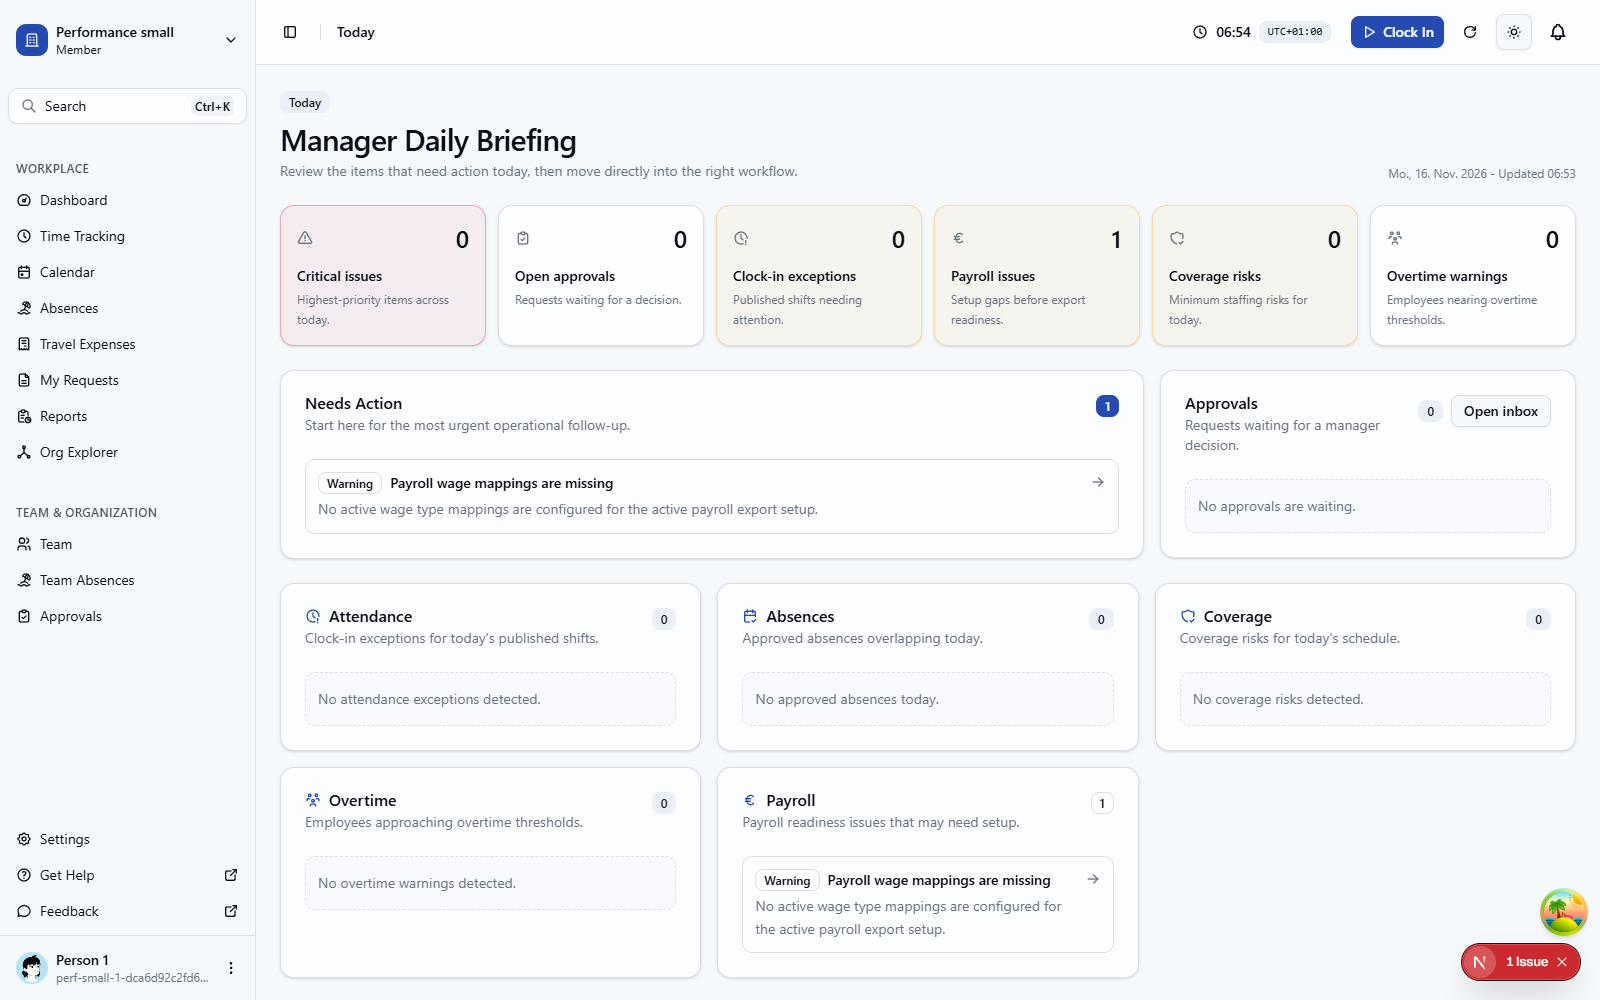 Performance small
Member
Search
Ctrl+K
WORKPLACE
Dashboard
Time Tracking
Calendar
Absences
Travel Expenses
My Requests
Reports
Org Explorer
TEAM & ORGANIZATION
Team
Team Absences
Approvals
Settings
Get Help
Feedback
Person 1
perf-small-1-dca6d92c2fd6...
Today
06:54
UTC+01:00
Clock In
Today
Manager Daily Briefing
Review the items that need action today, then move directly into the right workflow.
Mo., 16. Nov. 2026 - Updated 06:53
0
Critical issues
Highest-priority items across
today.
0
Open approvals
Requests waiting for a decision.
0
Clock-in exceptions
Published shifts needing
attention.
€
1
Payroll issues
Setup gaps before export
readiness.
0
Coverage risks
Minimum staffing risks for
today.
0
Overtime warnings
Employees nearing overtime
thresholds.
Needs Action
1
Start here for the most urgent operational follow-up.
Warning
Payroll wage mappings are missing
No active wage type mappings are configured for the active payroll export setup.
Approvals
0
Open inbox
Requests waiting for a manager
decision.
No approvals are waiting.
Attendance
0
Clock-in exceptions for today's published shifts.
No attendance exceptions detected.
Absences
0
Approved absences overlapping today.
No approved absences today.
Coverage
0
Coverage risks for today's schedule.
No coverage risks detected.
Overtime
0
Employees approaching overtime thresholds.
No overtime warnings detected.
€ Payroll
1
Payroll readiness issues that may need setup.
Warning
Payroll wage mappings are missing
No active wage type mappings are configured for
the active payroll export setup.
N
1 Issue